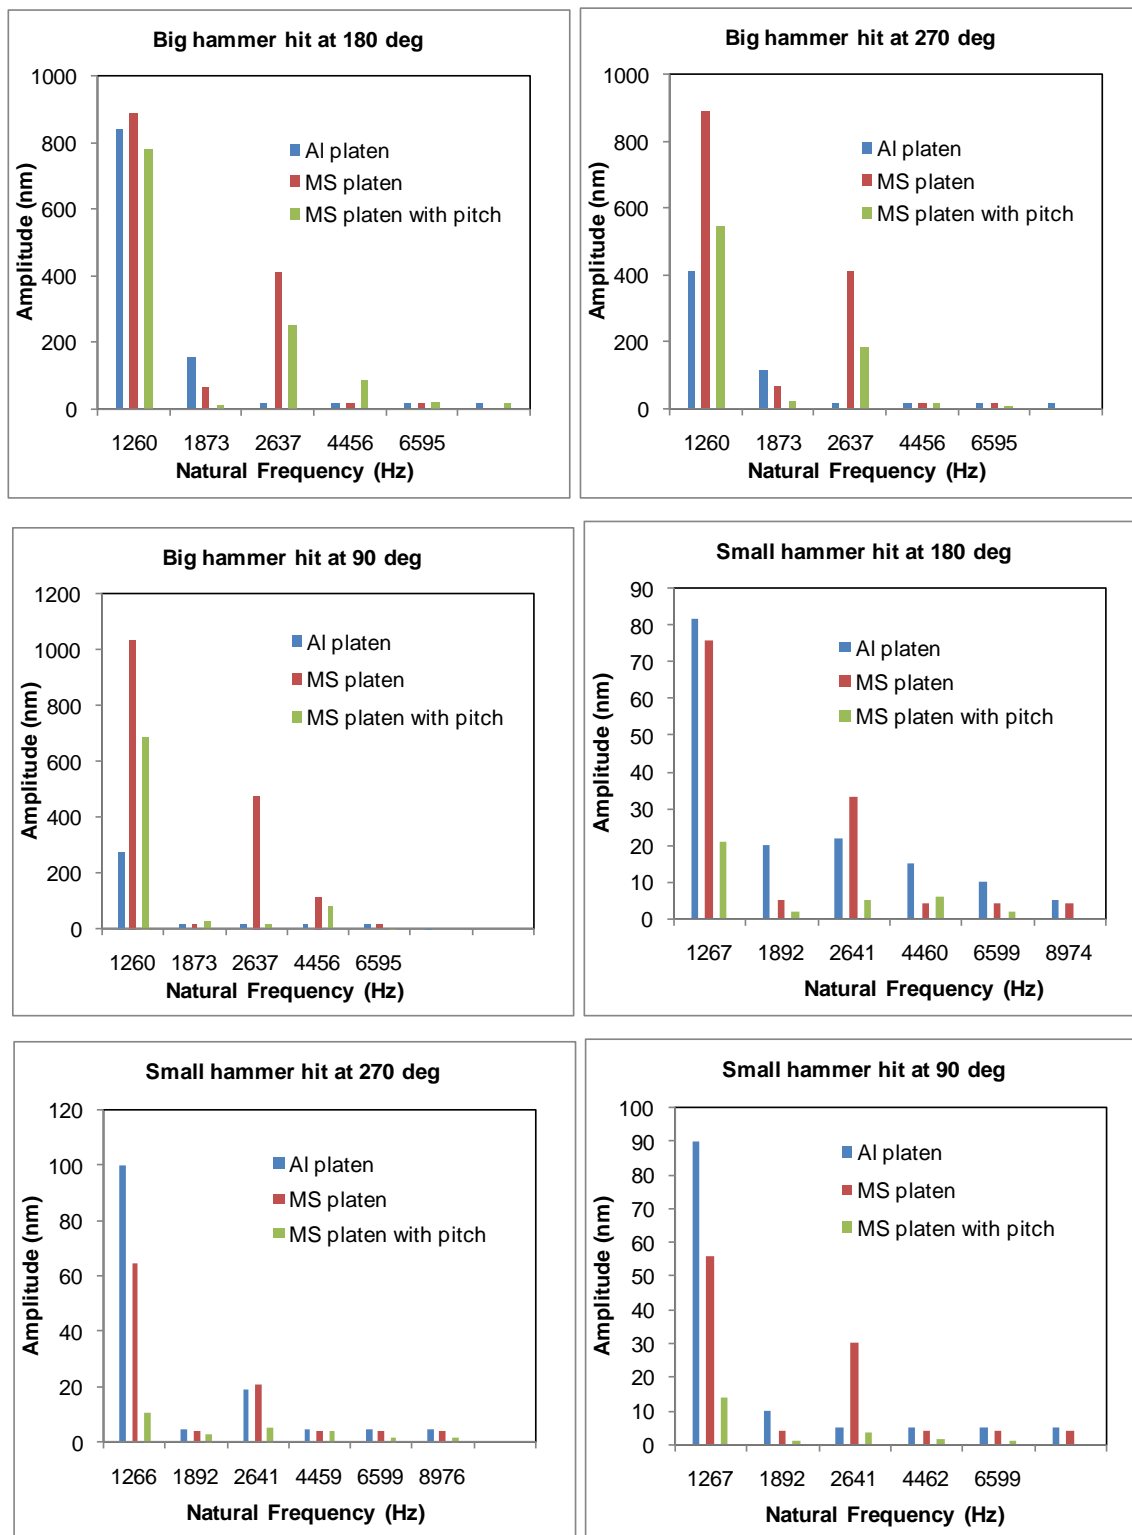 Big hammer hit at 180 deg
1000
800
600
400
200
0
Amplitude (nm)
Al platen
MS platen
MS platen with pitch
1260 1873 2637 4456 6595
Natural Frequency (Hz)
Big hammer hit at 270 deg
1000
800
600
400
200
0
Amplitude (nm)
Al platen
MS platen
MS platen with pitch
1260 1873 2637 4456 6595
Natural Frequency (Hz)
Big hammer hit at 90 deg
1200
1000
800
600
400
200
0
Amplitude (nm)
Al platen
MS platen
MS platen with pitch
1260 1873 2637 4456 6595
Natural Frequency (Hz)
Small hammer hit at 180 deg
90
80
70
60
50
40
30
20
10
0
Amplitude (nm)
Al platen
MS platen
MS platen with pitch
1267 1892 2641 4460 6599 8974
Natural Frequency (Hz)
Small hammer hit at 270 deg
120
100
80
60
40
20
0
Amplitude (nm)
Al platen
MS platen
MS platen with pitch
1266 1892 2641 4459 6599 8976
Natural Frequency (Hz)
Small hammer hit at 90 deg
100
90
80
70
60
50
40
30
20
10
0
Amplitude (nm)
Al platen
MS platen
MS platen with pitch
1267 1892 2641 4462 6599
Natural Frequency (Hz)